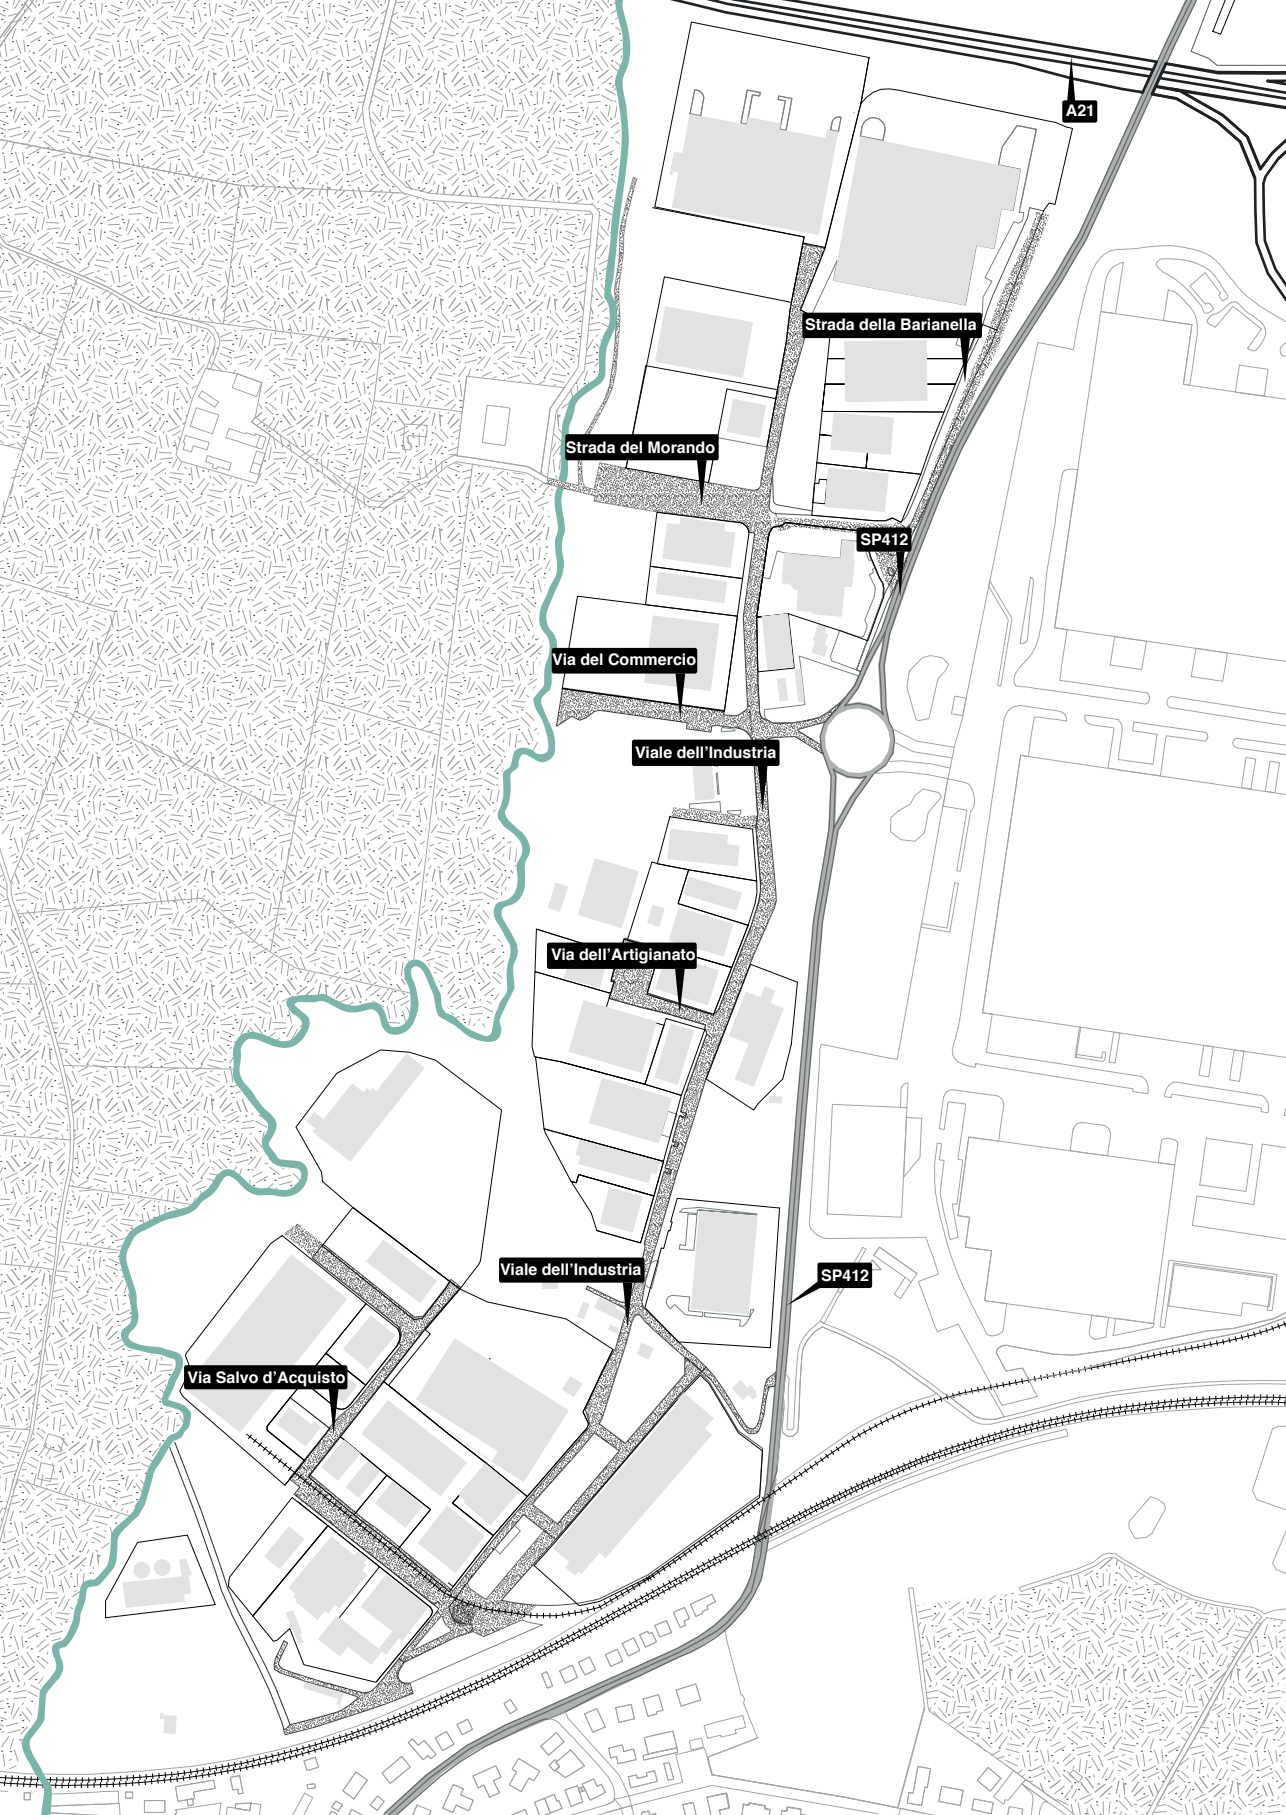 A21
Strada della Barianella
Strada del Morando
SP412
Via del Commercio
Viale dell'Industria
Via dell'Artigianato
Viale dell'Industria
SP412
Via Salvo d'Acquisto